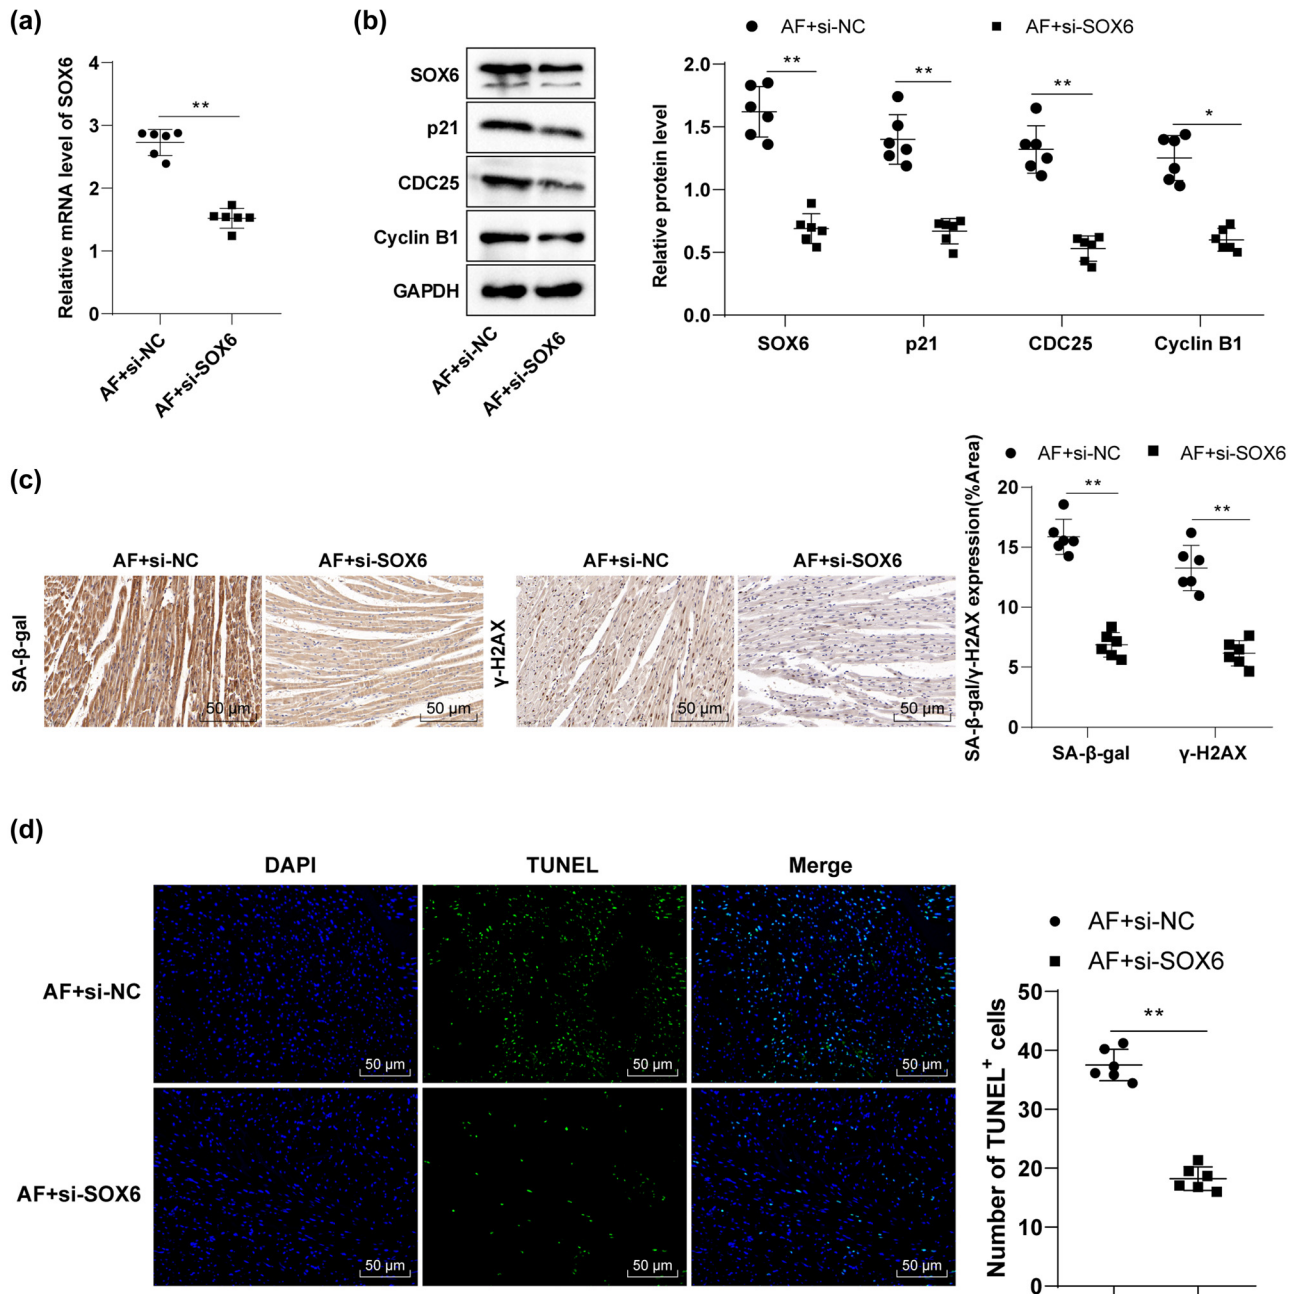 (a)
Relative mRNA level of SOX6
4
3
2
1
0
**
AF+si-NC
AF+si-SOX6
(b)
SOX6
p21
CDC25
Cyclin B1
GAPDH
AF+si-NC
AF+si-SOX6
AF+si-NC
AF+si-SOX6
Relative protein level
2.0
1.5
1.0
0.5
0.0
**
**
**
*
SOX6
p21
CDC25
Cyclin B1
(c)
AF+si-NC
AF+si-SOX6
SA-β-gal
50 μm
50 μm
AF+si-NC
AF+si-SOX6
γ-H2AX
50 μm
50 μm
AF+si-NC
AF+si-SOX6
SA-β-gal/γ-H2AX expression(%Area)
20
15
10
5
0
**
**
SA-β-gal
γ-H2AX
(d)
DAPI
TUNEL
Merge
AF+si-NC
50 μm
50 μm
50 μm
AF+si-SOX6
50 μm
50 μm
50 μm
AF+si-NC
AF+si-SOX6
Number of TUNEL⁺ cells
50
40
30
20
10
0
**